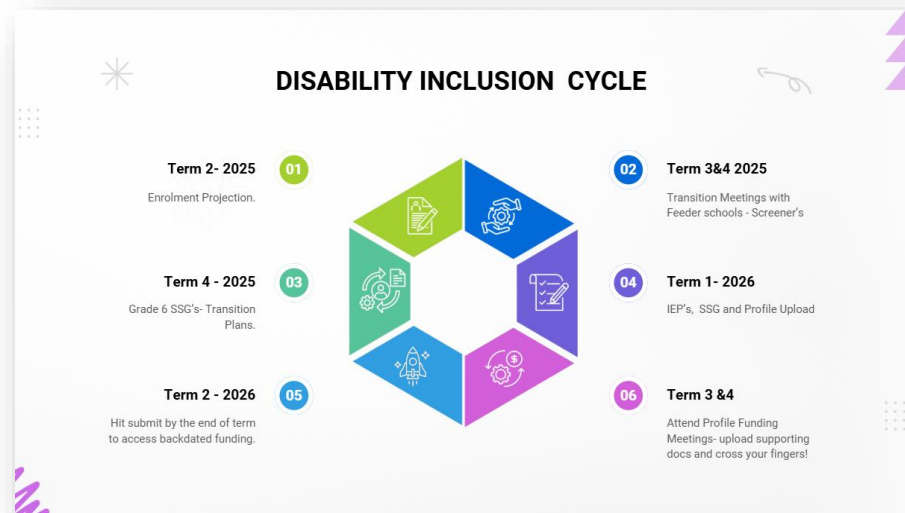 DISABILITY INCLUSION CYCLE
Term 2- 2025
01
Enrolment Projection.
02
Term 3&4 2025
Transition Meetings with
Feeder schools - Screener's
Term 4 - 2025
03
Grade 6 SSG's- Transition
Plans.
04
Term 1- 2026
IEP's, SSG and Profile Upload
Term 2 - 2026
05
Hit submit by the end of term
to access backdated funding.
06
Term 3 &4
Attend Profile Funding
Meetings- upload supporting
docs and cross your fingers!
$